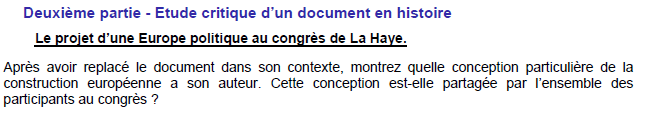 Deuxième partie - Etude critique d'un document en histoire
Le projet d'une Europe politique au congrès de La Haye.
Après avoir replacé le document dans son contexte, montrez quelle conception particulière de la
construction européenne a son auteur. Cette conception est-elle partagée par l'ensemble des
participants au congrès ?